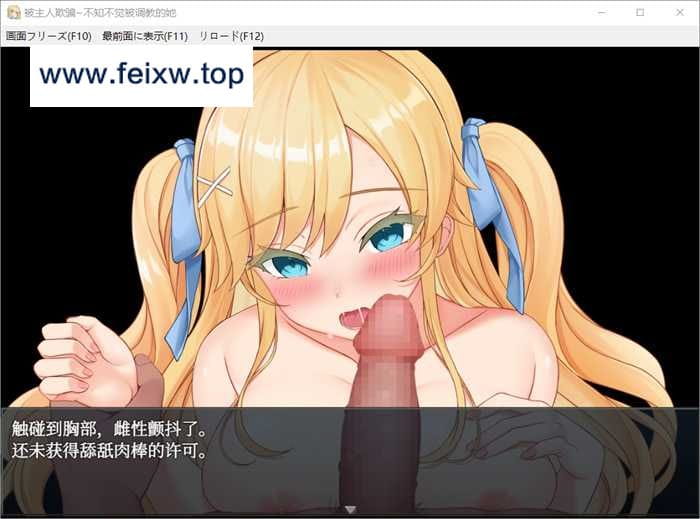 被主人欺骗~不知不觉被调教的她
画面フリーズ(F10) 最前面に表示(F11) リロード(F12)
www.feixw.top
触碰到胸部，雌性颤抖了。
还未获得舔舐肉棒的许可。